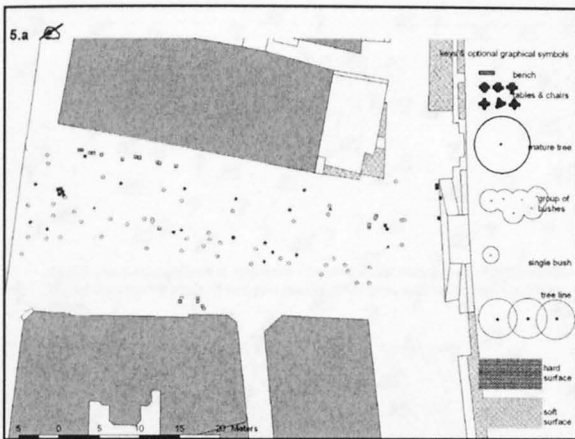 5.a
keys & optional graphical symbols
bench
tables & chairs
mature tree
group of
bushes
single bush
tree line
hard
surface
soft
surface
5 0 5 10 15 20 Meters